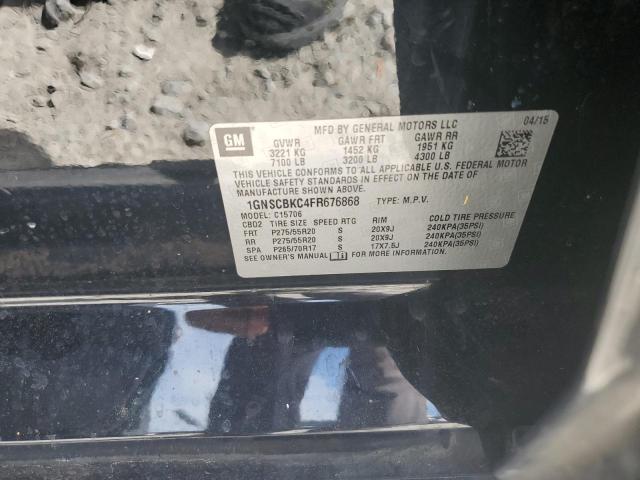 GM
MFD BY GENERAL MOTORS LLC 04/15
GVWR GAWR FRT GAWR RR
3221 KG 1452 KG 1951 KG
7100 LB 3200 LB 4300 LB
THIS VEHICLE CONFORMS TO ALL APPLICABLE U.S. FEDERAL
VEHICLE SAFETY STANDARDS IN EFFECT ON THE DATE OF
MANUFACTURE SHOWN ABOVE.
1GNSCBKC4FR676868 TYPE: M.P.V.
MODEL: C15706
CBD2 TIRE SIZE SPEED RTG RIM COLD TIRE PRESSURE
FRT P275/55R20 S 20X9J 240KPA(35PSI)
RR P275/55R20 S 20X9J 240KPA(35PSI)
SPA P265/70R17 S 17X7.5J 240KPA(35PSI)
SEE OWNER'S MANUAL FOR MORE INFORMATION.